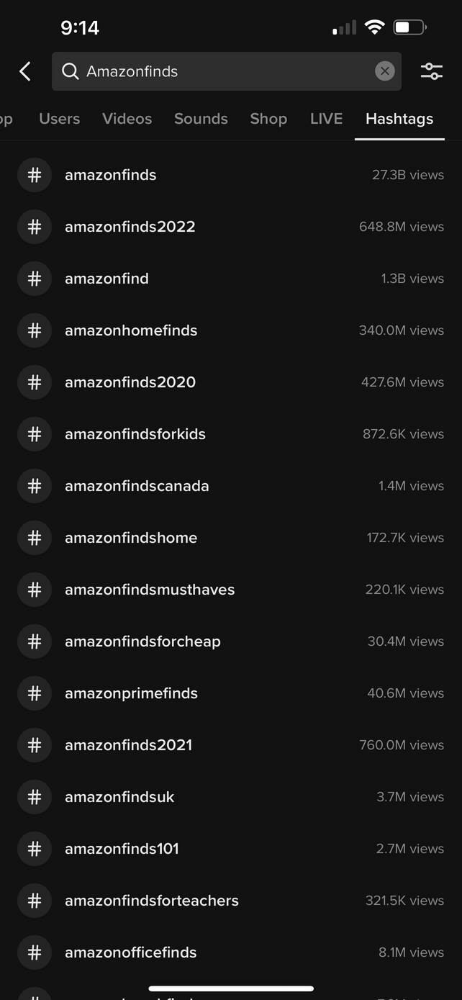 9:14
Amazonfinds
op Users Videos Sounds Shop LIVE Hashtags
# amazonfinds 27.3B views
# amazonfinds2022 648.8M views
# amazonfind 1.3B views
# amazonhomefinds 340.0M views
# amazonfinds2020 427.6M views
# amazonfindsforkids 872.6K views
# amazonfindscanada 1.4M views
# amazonfindshome 172.7K views
# amazonfindsmusthaves 220.1K views
# amazonfindsforcheap 30.4M views
# amazonprimefinds 40.6M views
# amazonfinds2021 760.0M views
# amazonfindsuk 3.7M views
# amazonfinds101 2.7M views
# amazonfindsforteachers 321.5K views
# amazonofficefinds 8.1M views